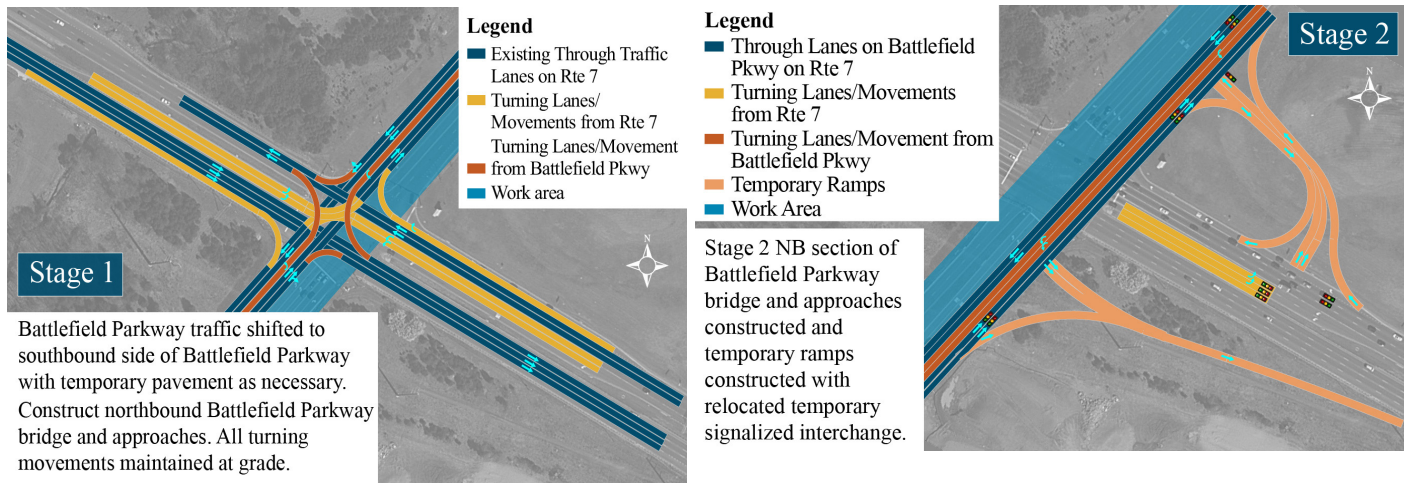 Legend
Existing Through Traffic
Lanes on Rte 7
Turning Lanes/
Movements from Rte 7
Turning Lanes/Movement
from Battlefield Pkwy
Work area
N
Stage 1
Battlefield Parkway traffic shifted to
southbound side of Battlefield Parkway
with temporary pavement as necessary.
Construct northbound Battlefield Parkway
bridge and approaches. All turning
movements maintained at grade.
Legend
Through Lanes on Battlefield
Pkwy on Rte 7
Turning Lanes/Movements
from Rte 7
Turning Lanes/Movement from
Battlefield Pkwy
Temporary Ramps
Work Area
Stage 2
N
Stage 2 NB section of
Battlefield Parkway
bridge and approaches
constructed and
temporary ramps
constructed with
relocated temporary
signalized interchange.